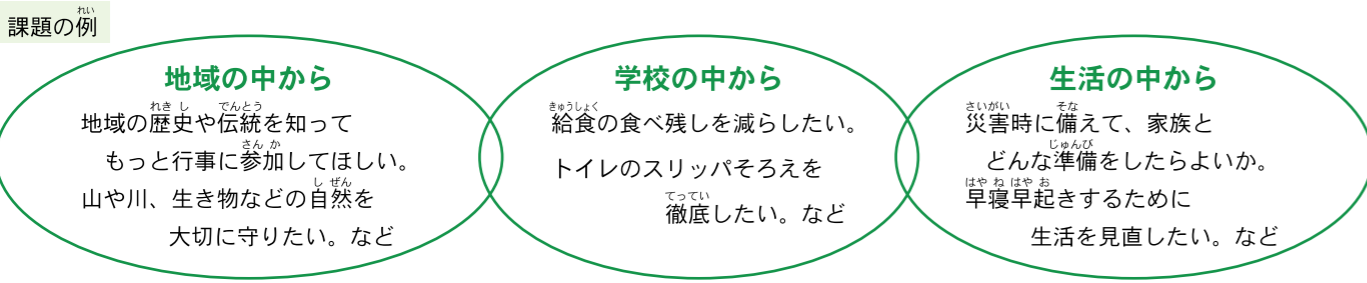 課題の例
地域の中から
地域の歴史や伝統を知って
もっと行事に参加してほしい。
山や川、生き物などの自然を
大切に守りたい。など
学校の中から
給食の食べ残しを減らしたい。
トイレのスリッパそろえを
徹底したい。など
生活の中から
災害時に備えて、家族と
どんな準備をしたらよいか。
早寝早起きするために
生活を見直したい。など